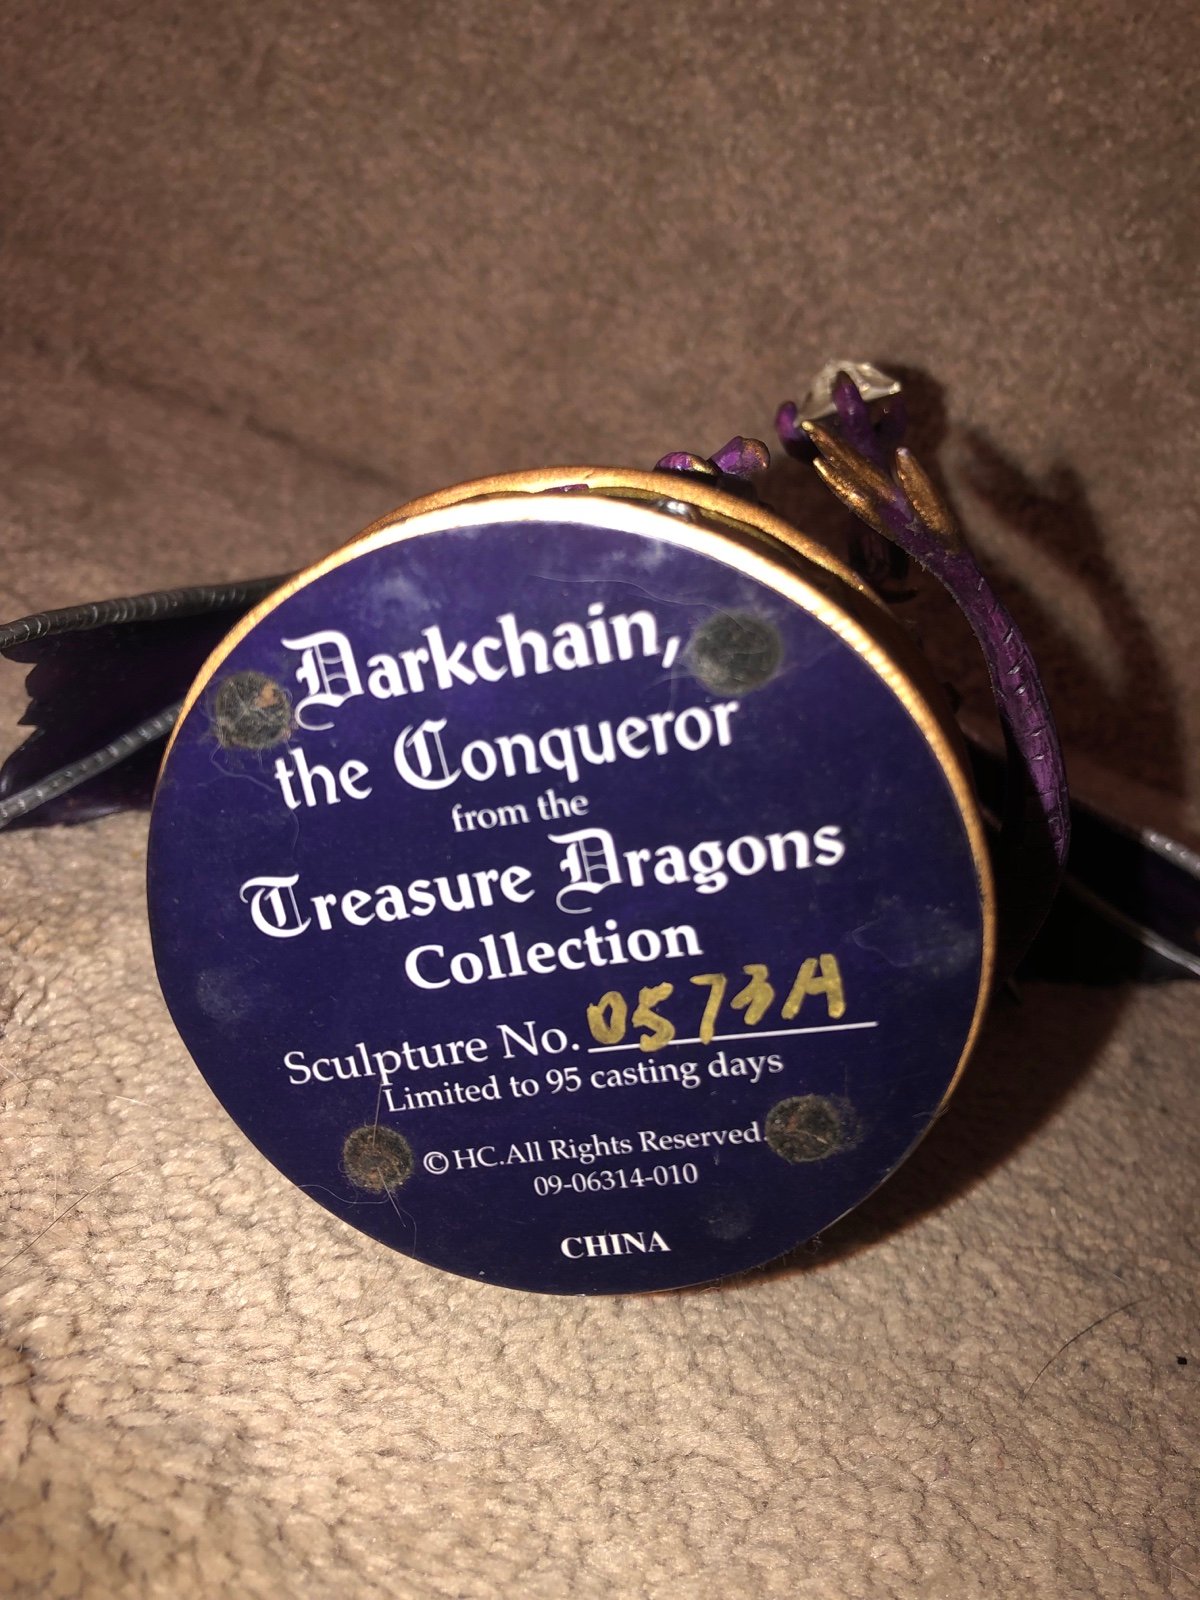 Darkchain,
the Conqueror
from the
Treasure Dragons
Collection
Sculpture No. 0573A
Limited to 95 casting days
© HC. All Rights Reserved.
09-06314-010
CHINA